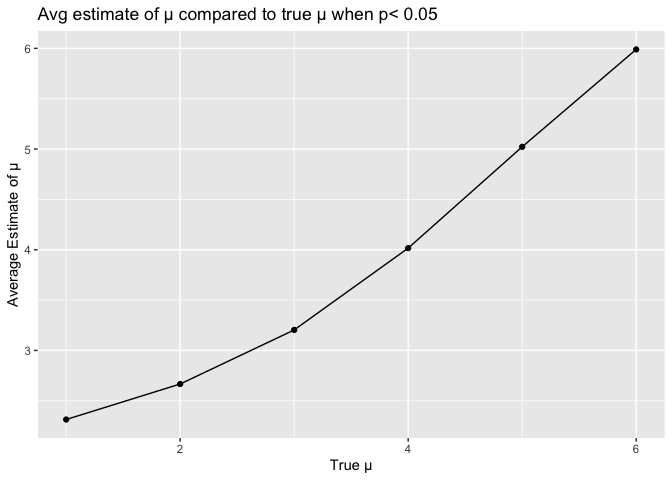 Avg estimate of μ compared to true μ when p< 0.05
Average Estimate of μ
6
5
4
3
2
4
6
True μ